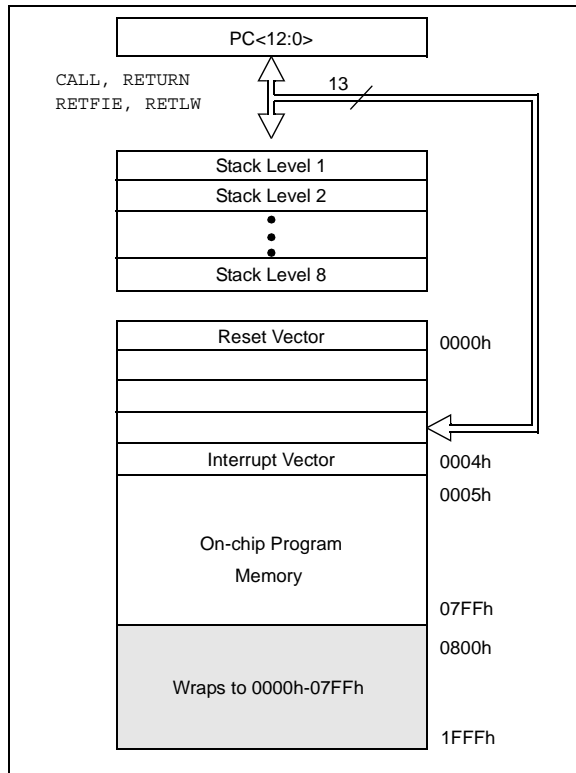 PC<12:0>
CALL, RETURN
RETFIE, RETLW
13
Stack Level 1
Stack Level 2
Stack Level 8
Reset Vector
0000h
Interrupt Vector
0004h
0005h
On-chip Program
Memory
07FFh
0800h
Wraps to 0000h-07FFh
1FFFh